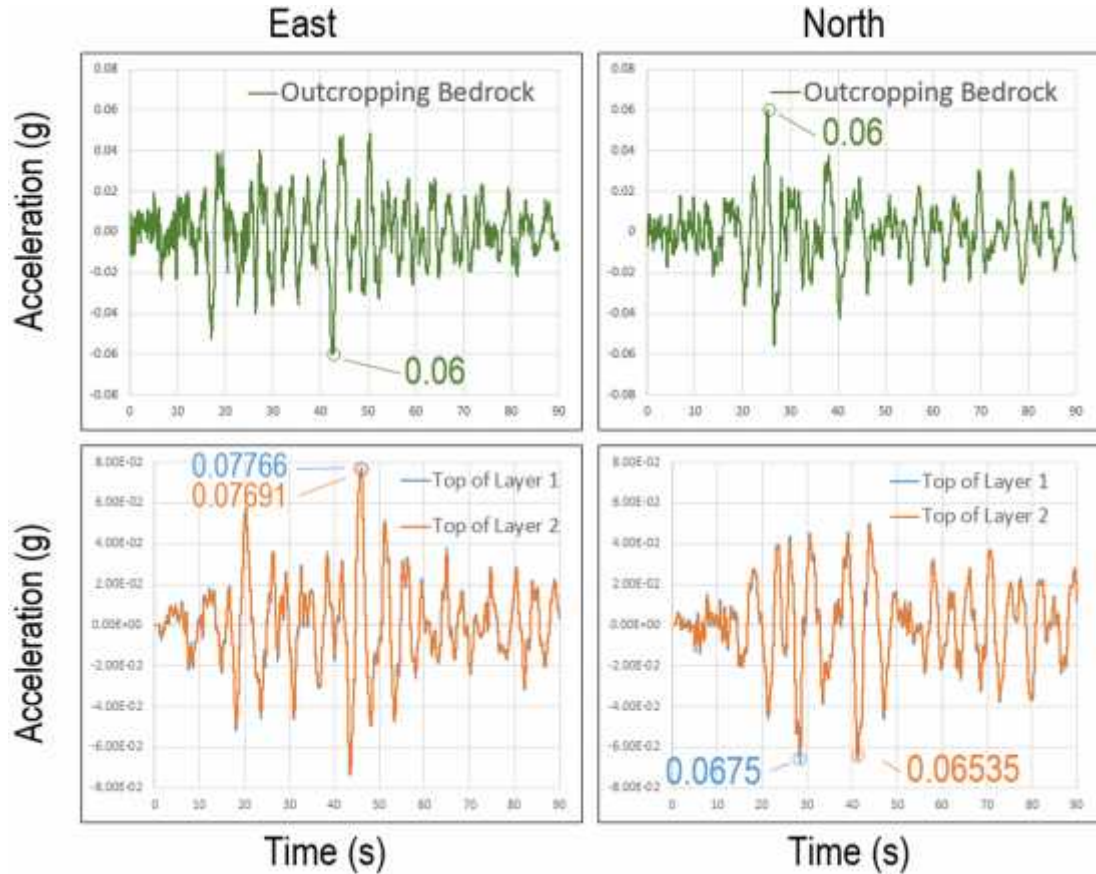 East
North
Acceleration (g)
0.08
0.06
0.04
0.02
0.00
-0.02
-0.04
-0.06
-0.08
0 10 20 30 40 50 60 70 80 90
Outcropping Bedrock
0.06
0.08
0.06
0.04
0.02
0
-0.02
-0.04
-0.06
-0.08
0 10 20 30 40 50 60 70 80 90
Outcropping Bedrock
0.06
Acceleration (g)
8.00E-02
6.00E-02
4.00E-02
2.00E-02
0.00E+00
-2.00E-02
-4.00E-02
-6.00E-02
-8.00E-02
0 10 20 30 40 50 60 70 80 90
0.07766
0.07691
Top of Layer 1
Top of Layer 2
8.00E-02
6.00E-02
4.00E-02
2.00E-02
0.00E+00
-2.00E-02
-4.00E-02
-6.00E-02
-8.00E-02
0 10 20 30 40 50 60 70 80 90
Top of Layer 1
Top of Layer 2
0.0675
0.06535
Time (s)
Time (s)